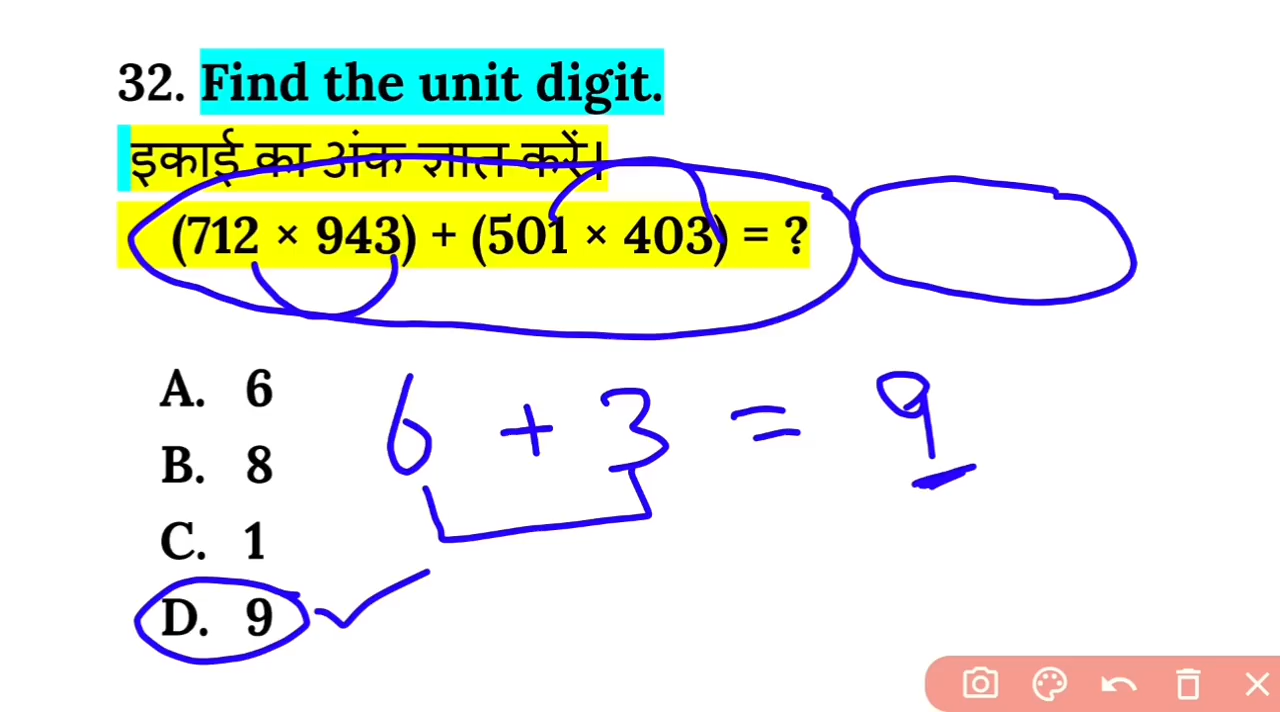 32. Find the unit digit.
इकाई का अंक ज्ञात करें।
(712 × 943) + (501 × 403) = ?
A. 6
6 + 3 = 9
B. 8
C. 1
D. 9